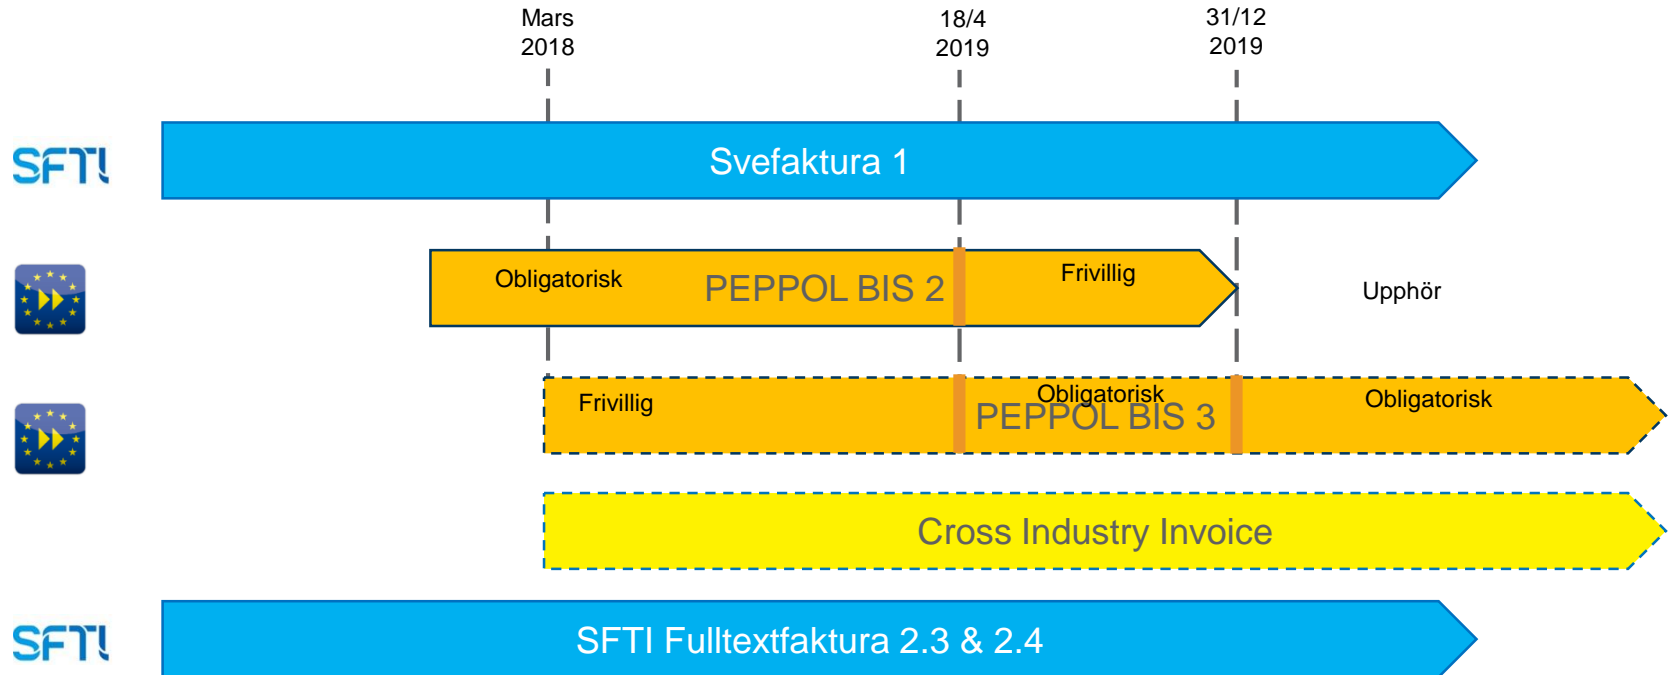 Mars
2018
18/4
2019
31/12
2019
SFTI
Svefaktura 1
Obligatorisk
PEPPOL BIS 2
Frivillig
Upphör
Frivillig
Obligatorisk
PEPPOL BIS 3
Obligatorisk
Cross Industry Invoice
SFTI
SFTI Fulltextfaktura 2.3 & 2.4